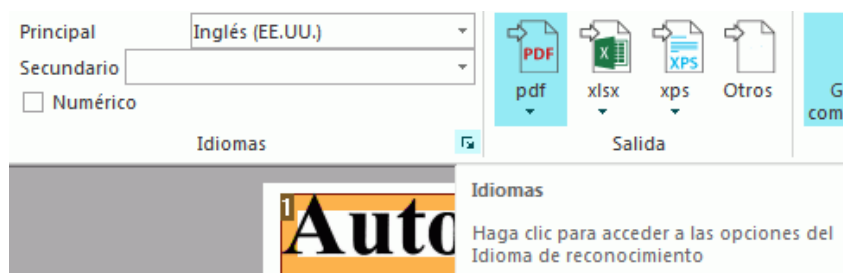 Principal Inglés (EE.UU.)
Secundario
Numérico
Idiomas
PDF
X
XPS
pdf xlsx xps Otros
Salida
1
Idiomas
Haga clic para acceder a las opciones del
Idioma de reconocimiento